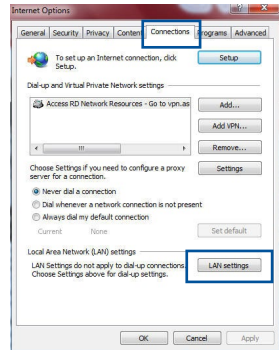 Internet Options
General Security Privacy Content Connections Programs Advanced
To set up an Internet connection, click
Setup.
Setup
Dial-up and Virtual Private Network settings
Access RD Network Resources - Go to vpn.as
Add...
Add VPN...
Remove...
Choose Settings if you need to configure a proxy
server for a connection.
Settings
Never dial a connection
Dial whenever a network connection is not present
Always dial my default connection
Current None
Set default
Local Area Network (LAN) settings
LAN Settings do not apply to dial-up connections.
Choose Settings above for dial-up settings.
LAN settings
OK Cancel Apply